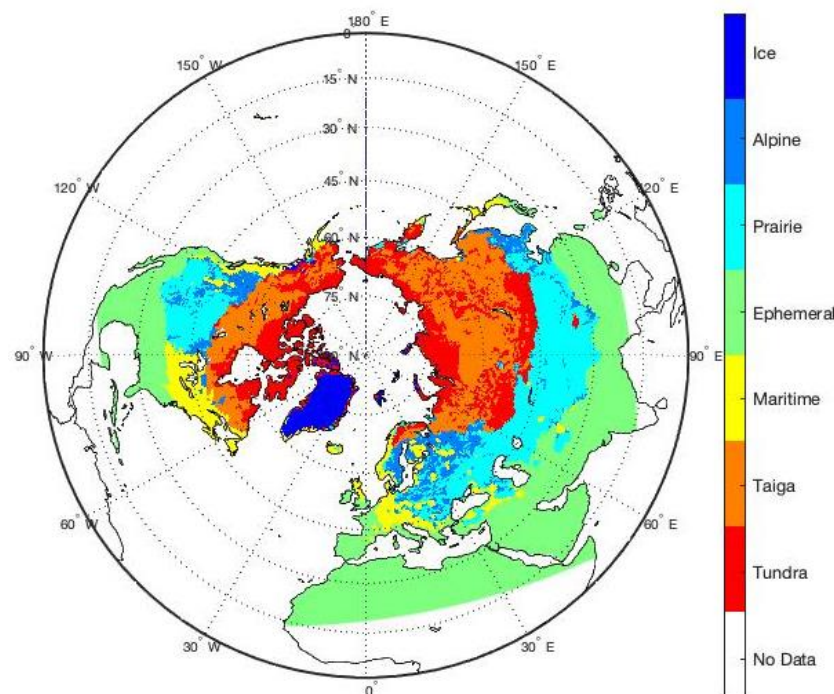 180° E
0°
150° W
150° E
15° N
30° N
120° W
120° E
45° N
60° N
75° N
90° W
90° N
90° E
60° W
60° E
30° W
30° E
0°
Ice
Alpine
Prairie
Ephemeral
Maritime
Taiga
Tundra
No Data